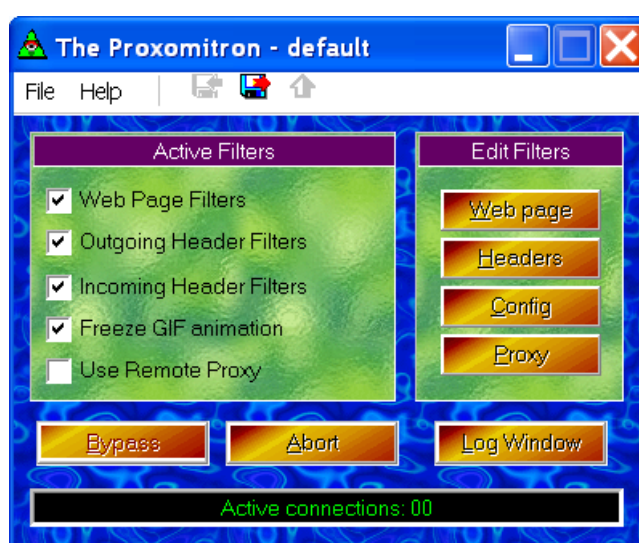 The Proxomitron - default
File Help
Active Filters
Edit Filters
Web Page Filters
Outgoing Header Filters
Incoming Header Filters
Freeze GIF animation
Use Remote Proxy
Web page
Headers
Config
Proxy
Bypass
Abort
Log Window
Active connections: 00